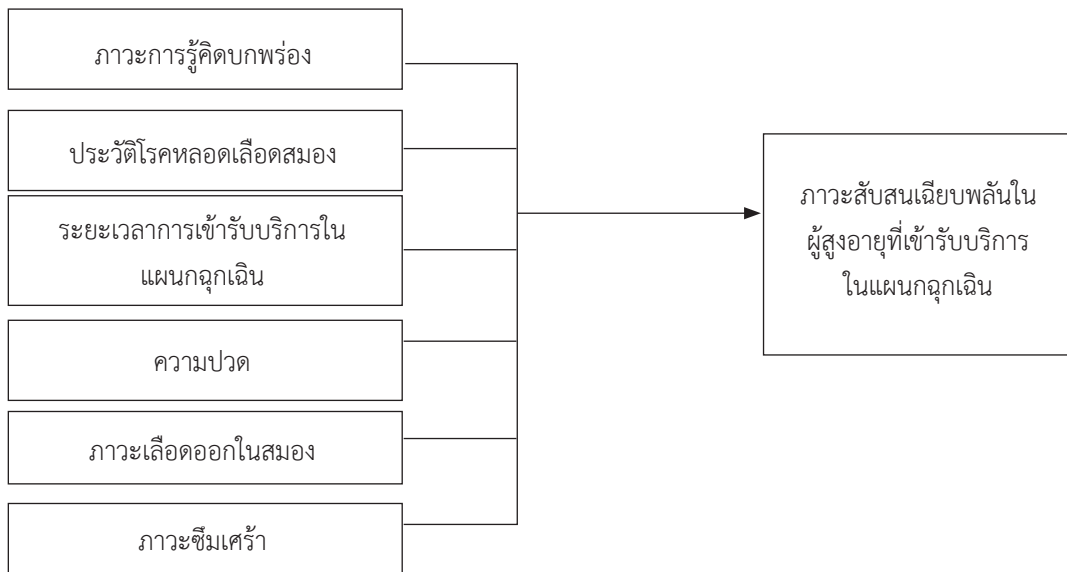 ภาวะการรู้คิดบกพร่อง
ประวัติโรคหลอดเลือดสมอง
ระยะเวลาการเข้ารับบริการใน
แผนกฉุกเฉิน
ความปวด
ภาวะเลือดออกในสมอง
ภาวะซึมเศร้า
ภาวะสับสนเฉียบพลันใน
ผู้สูงอายุที่เข้ารับบริการ
ในแผนกฉุกเฉิน